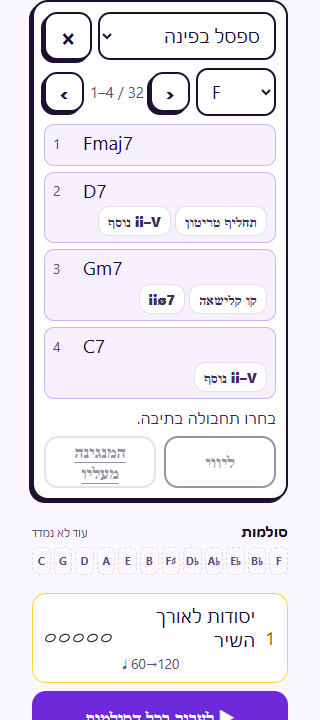 ספסל בפינה
×
F
‹ 1–4 / 32 ›
1 Fmaj7
2 D7
תחליף טריטון
ii–V נוסף
3 Gm7
קו קלישאה
iiø7
4 C7
ii–V נוסף
בחרו תחבולה בתיבה.
ליווי
המנגינה
מעליו
סולמות
עוד לא נמדד
C G D A E B F♯ D♭ A♭ E♭ B♭ F
1 יסודות לאורך
השיר
♩ 60→120